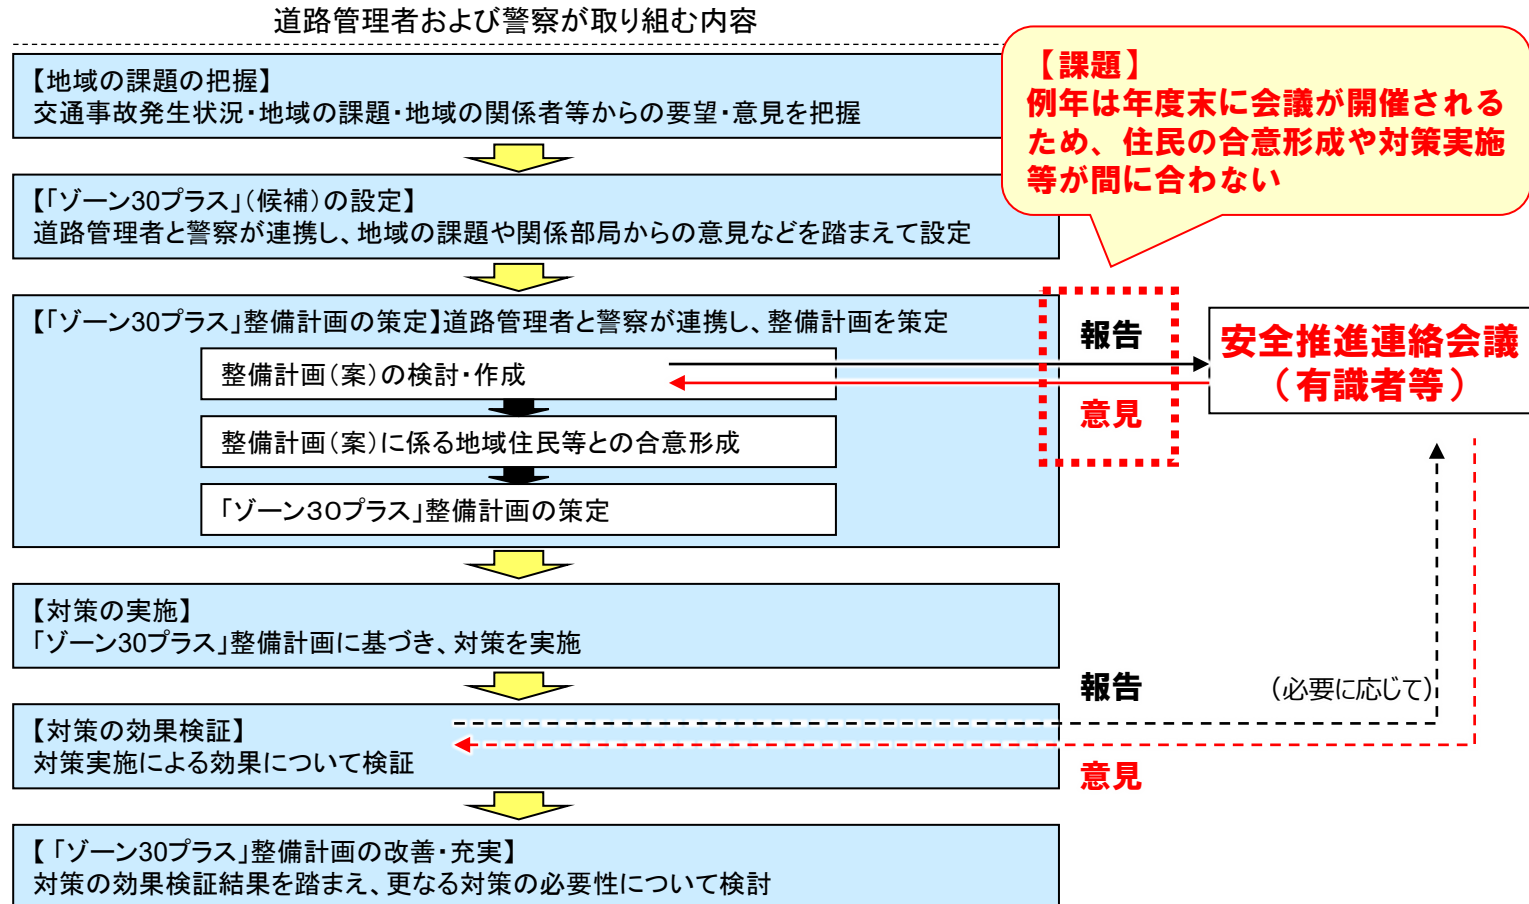 道路管理者および警察が取り組む内容
【地域の課題の把握】
交通事故発生状況・地域の課題・地域の関係者等からの要望・意見を把握
【課題】
例年は年度末に会議が開催される
ため、住民の合意形成や対策実施
等が間に合わない
【「ゾーン30プラス」（候補）の設定】
道路管理者と警察が連携し、地域の課題や関係部局からの意見などを踏まえて設定
【「ゾーン30プラス」整備計画の策定】道路管理者と警察が連携し、整備計画を策定
整備計画（案）の検討・作成
整備計画（案）に係る地域住民等との合意形成
「ゾーン３０プラス」整備計画の策定
報告
意見
安全推進連絡会議
（有識者等）
【対策の実施】
「ゾーン30プラス」整備計画に基づき、対策を実施
【対策の効果検証】
対策実施による効果について検証
報告
（必要に応じて）
意見
【「ゾーン30プラス」整備計画の改善・充実】
対策の効果検証結果を踏まえ、更なる対策の必要性について検討